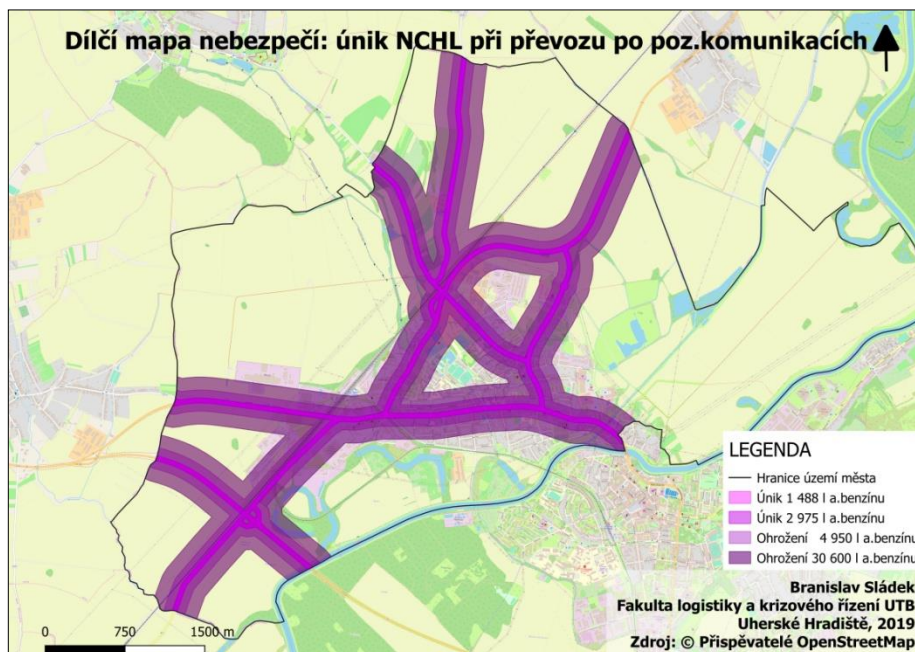 Dílčí mapa nebezpečí: únik NCHL při převozu po poz.komunikacích
LEGENDA
Hranice území města
Únik 1 488 l a.benzínu
Únik 2 975 l a.benzínu
Ohrožení 4 950 l a.benzínu
Ohrožení 30 600 l a.benzínu
Branislav Sládek
Fakulta logistiky a krizového řízení UTB
Uherské Hradiště, 2019
Zdroj: © Přispěvatelé OpenStreetMap
0 750 1500 m